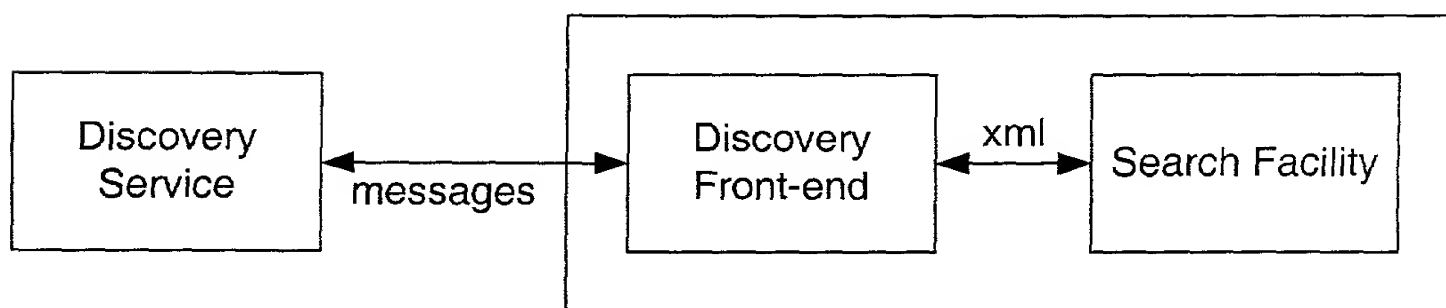 Discovery
Service
messages
Discovery
Front-end
xml
Search Facility